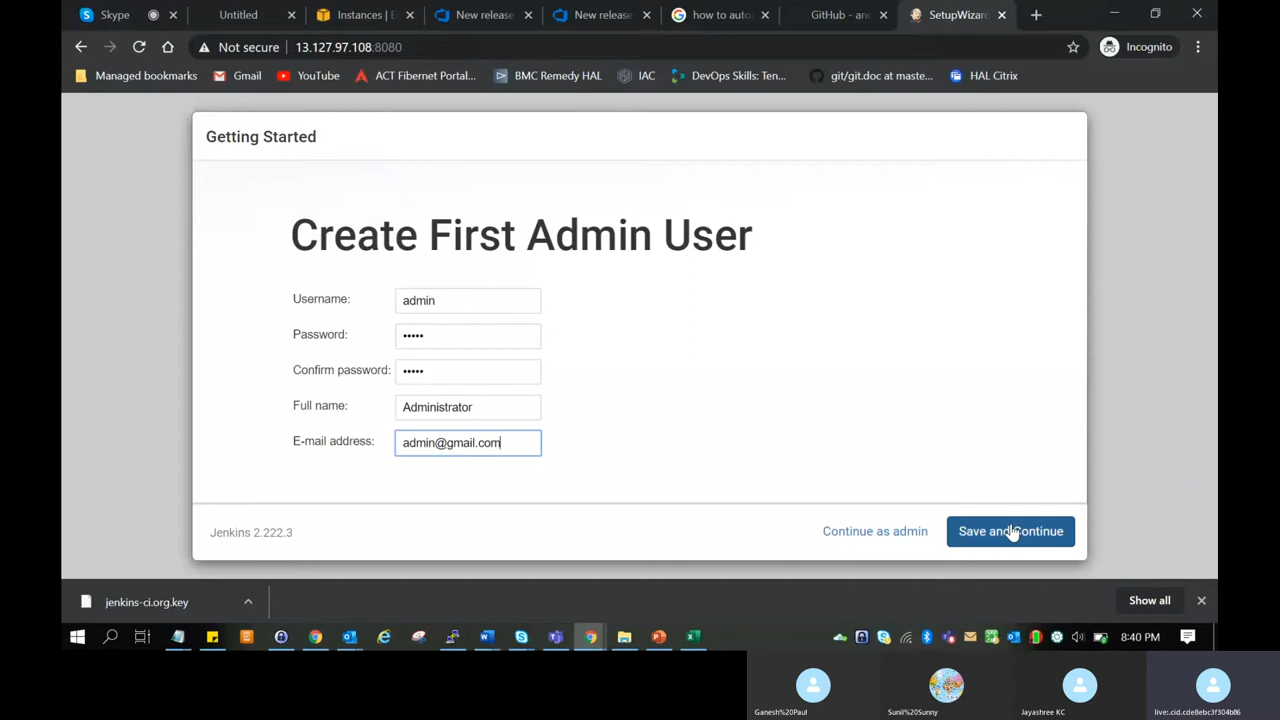 Skype
Untitled
Instances | E
New release
New release
how to auto
GitHub - an
SetupWizar
Not secure | 13.127.97.108:8080
Incognito
Managed bookmarks
Gmail
YouTube
ACT Fibernet Portal...
BMC Remedy HAL
IAC
DevOps Skills: Ten...
git/git.doc at maste...
HAL Citrix
Getting Started
Create First Admin User
Username: admin
Password: •••••
Confirm password: •••••
Full name: Administrator
E-mail address: admin@gmail.com
Jenkins 2.222.3
Continue as admin
Save and Continue
jenkins-ci.org.key
Show all
8:40 PM
Ganesh%20Paul
Sunil%20Sunny
Jayashree KC
live:.cid.cde8ebc3f304b86